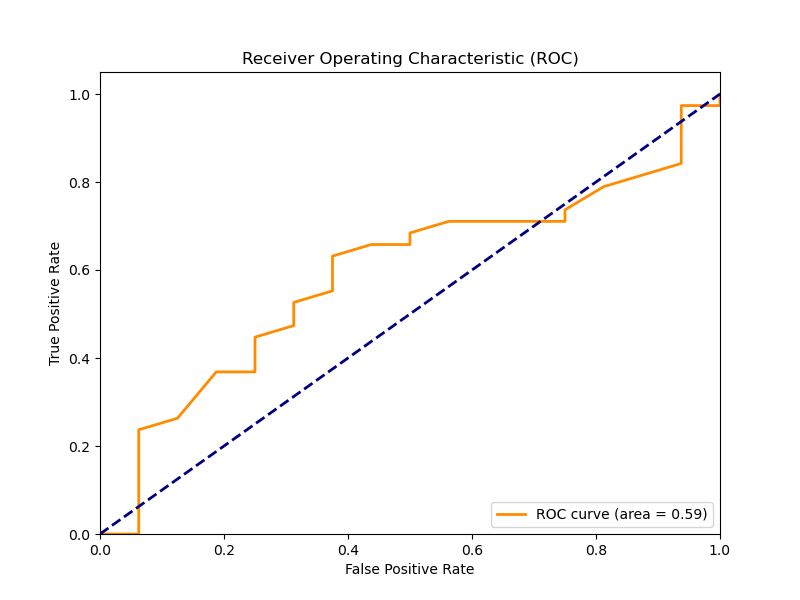 Receiver Operating Characteristic (ROC)
True Positive Rate
1.0
0.8
0.6
0.4
0.2
0.0
0.0 0.2 0.4 0.6 0.8 1.0
False Positive Rate
ROC curve (area = 0.59)